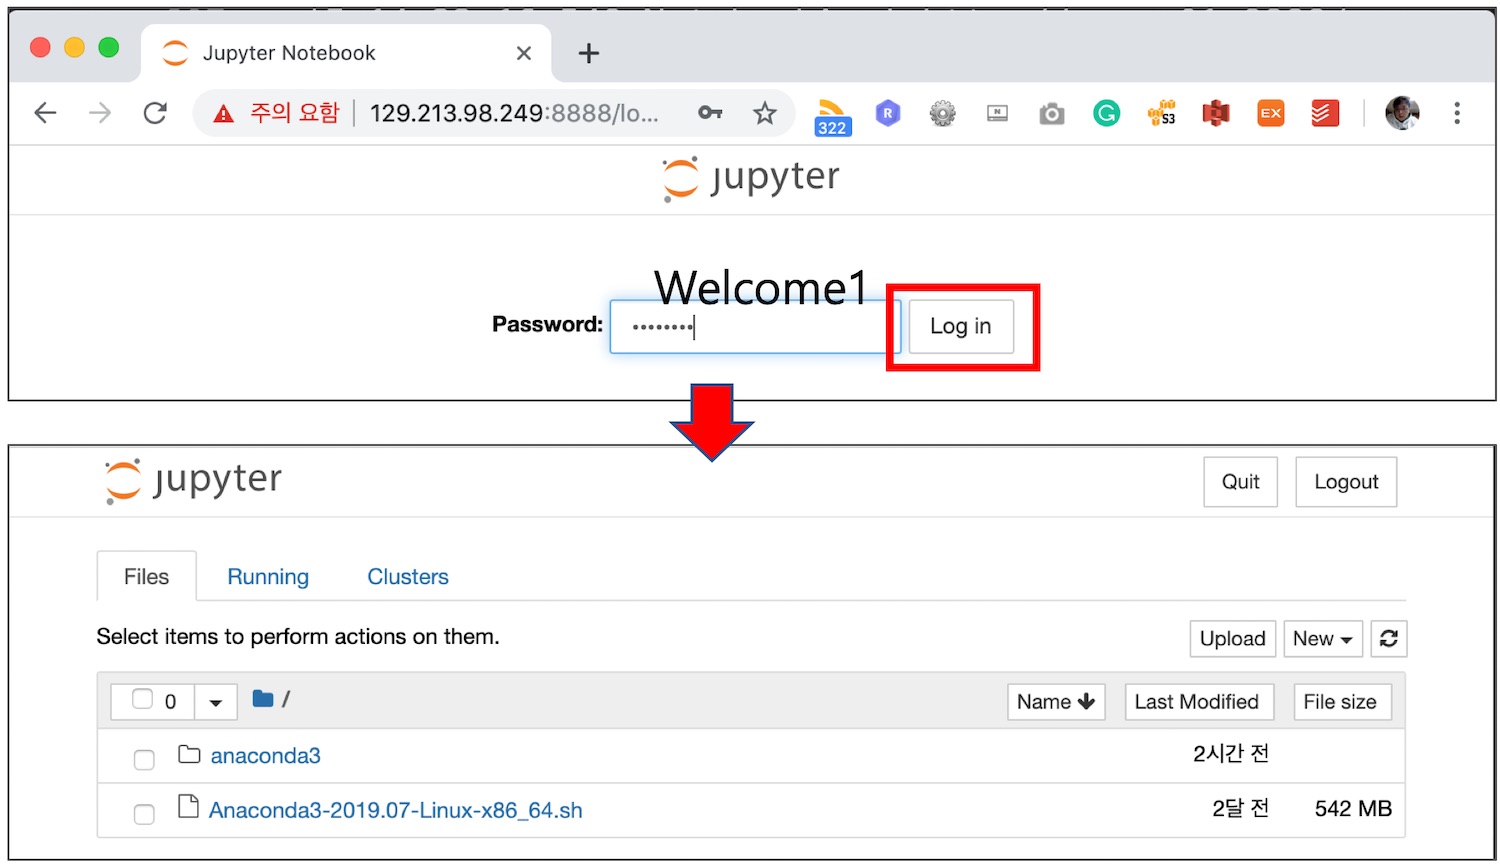 Jupyter Notebook
주의 요함 129.213.98.249:8888/lo...
322
R
N
G
S3
EX
jupyter
Welcome1
Password: ········ Log in
jupyter Quit Logout
Files Running Clusters
Select items to perform actions on them. Upload New
0 / Name Last Modified File size
anaconda3 2시간 전
Anaconda3-2019.07-Linux-x86_64.sh 2달 전 542 MB